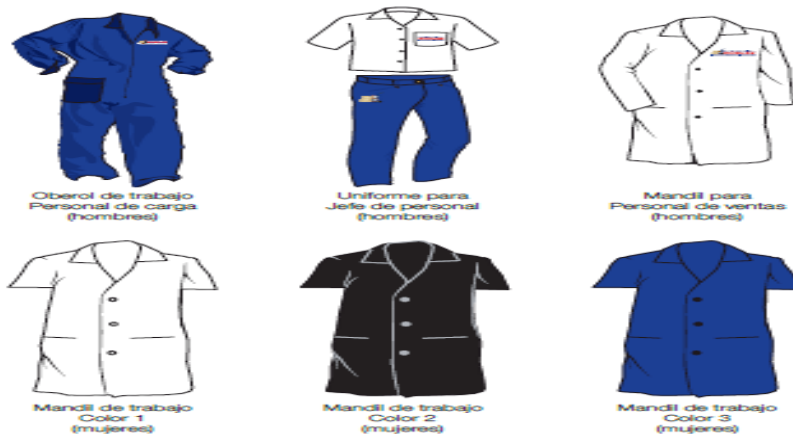 Oberol de trabajo
Personal de carga
(hombres)
Uniforme para
Jefe de personal
(hombres)
Mandil para
Personal de ventas
(hombres)
Mandil de trabajo
Color 1
(mujeres)
Mandil de trabajo
Color 2
(mujeres)
Mandil de trabajo
Color 3
(mujeres)